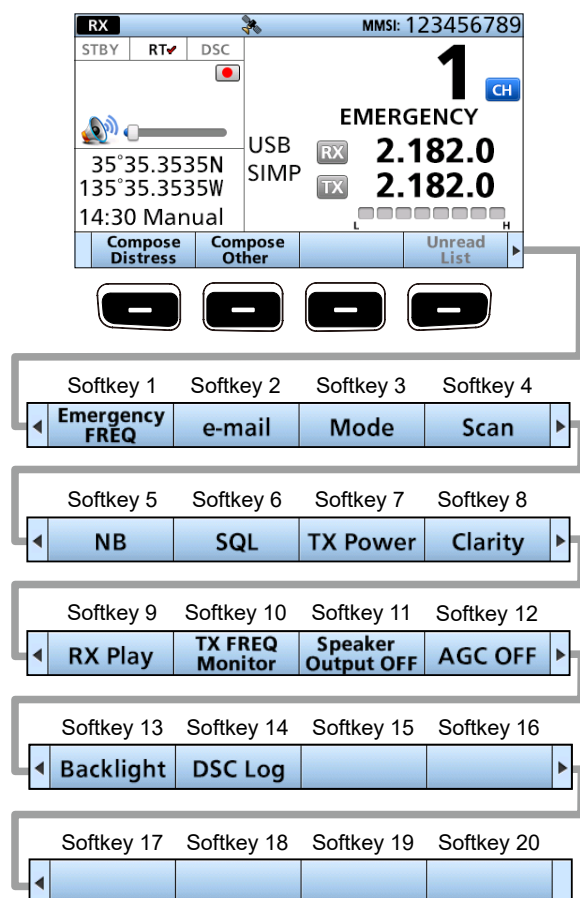 RX MMSI: 123456789
STBY RT✔ DSC
1 CH
EMERGENCY
USB RX 2.182.0
SIMP TX 2.182.0
35°35.3535N
135°35.3535W
14:30 Manual
L H
Compose Distress Compose Other Unread List
Softkey 1 Softkey 2 Softkey 3 Softkey 4
Emergency FREQ e-mail Mode Scan
Softkey 5 Softkey 6 Softkey 7 Softkey 8
NB SQL TX Power Clarity
Softkey 9 Softkey 10 Softkey 11 Softkey 12
RX Play TX FREQ Monitor Speaker Output OFF AGC OFF
Softkey 13 Softkey 14 Softkey 15 Softkey 16
Backlight DSC Log
Softkey 17 Softkey 18 Softkey 19 Softkey 20